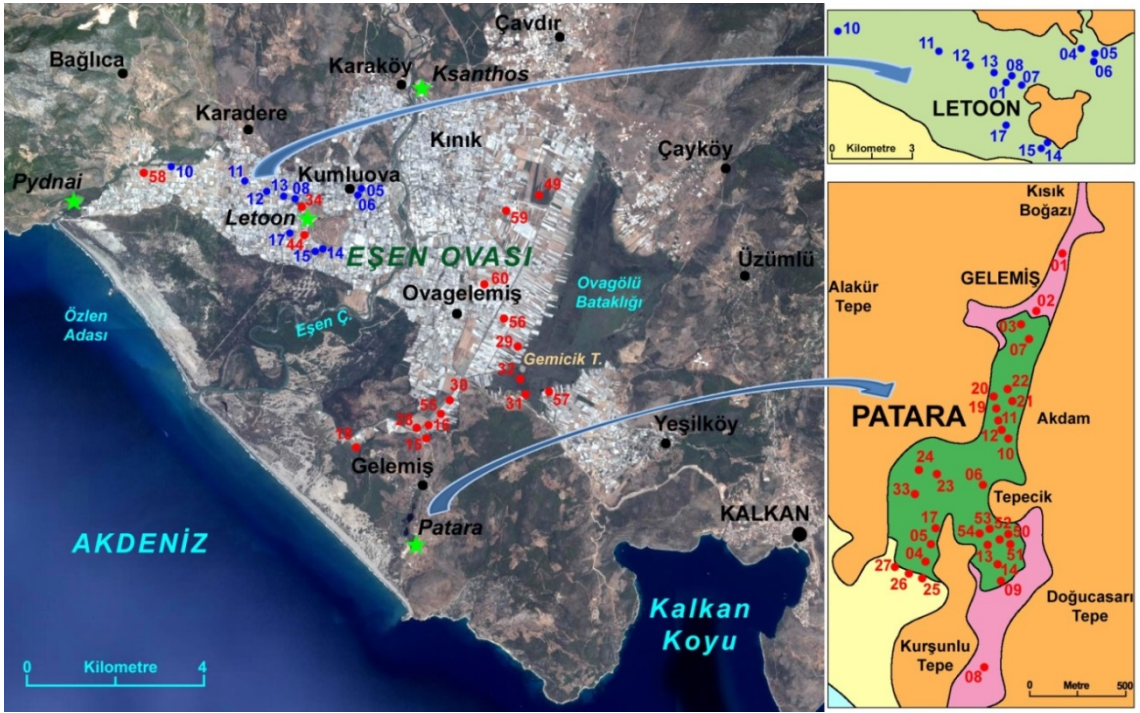 Çavdır
Bağlıca
Karaköy
Ksanthos
Karadere
Kınık
Çayköy
58
10
11
Kumluova
49
Pydnai
12
13
08
34
05
06
59
Letoon
17
44
15
14
EŞEN OVASI
Üzümlü
60
Ovagölü
Bataklığı
Özlen
Adası
Ovagelemiş
Eşen Ç.
56
29
Gemicik T.
32
31
57
30
55
28
16
15
18
Yeşilköy
Gelemiş
Patara
KALKAN
AKDENİZ
Kalkan
Koyu
0 Kilometre 4
10
11
12
13
08
04
05
06
07
01
LETOON
17
15
14
0 Kilometre 3
Kısık
Boğazı
01
GELEMİŞ
Alakür
Tepe
02
03
07
20
22
21
19
PATARA
11
Akdam
12
10
24
23
06
33
Tepecik
17
53
52
54
50
05
13
51
04
14
27
26
25
09
Doğucasarı
Tepe
Kurşunlu
Tepe
08
0 Metre 500